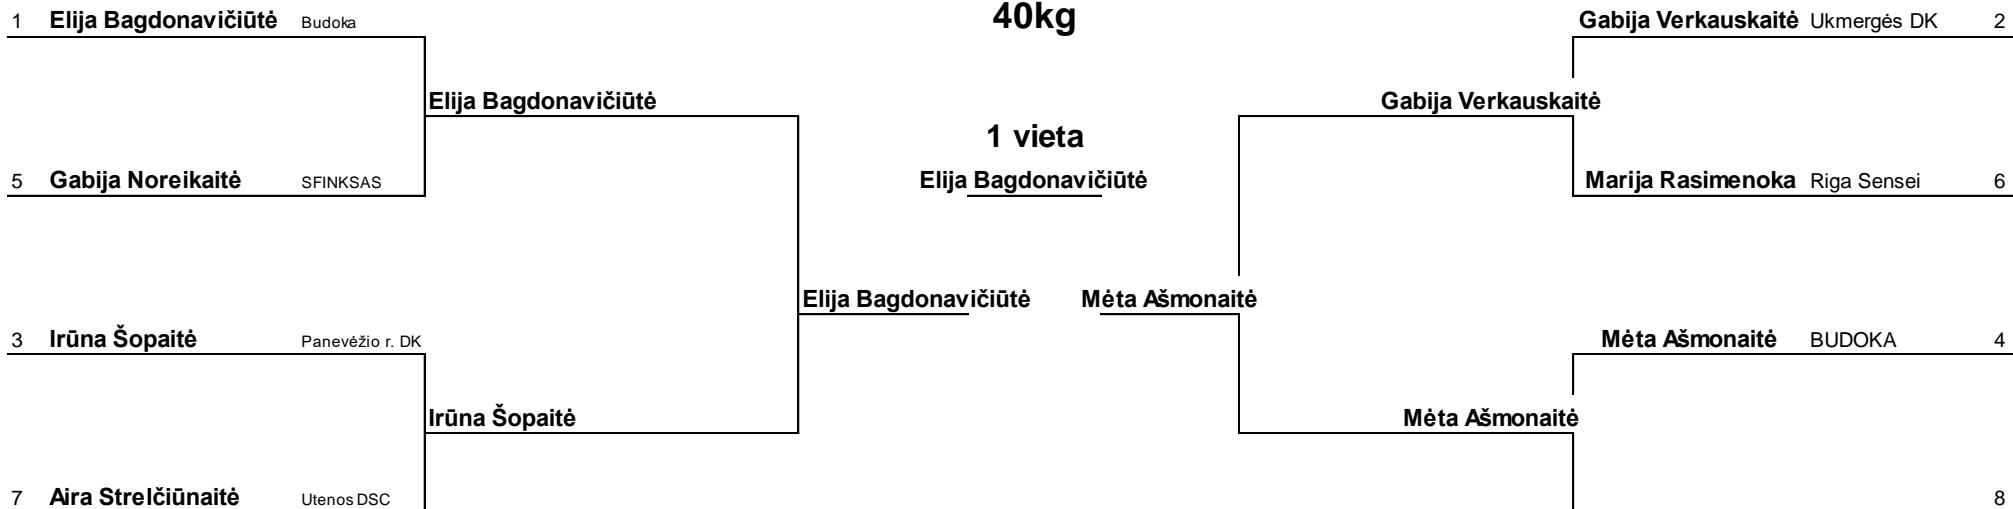 40kg
1 Elija Bagdonavičiūtė Budoka
Gabija Verkauskaitė Ukmergės DK 2
Elija Bagdonavičiūtė
Gabija Verkauskaitė
1 vieta
5 Gabija Noreikaitė SFINKSAS
Elija Bagdonavičiūtė
Marija Rasimenoka Riga Sensei 6
Elija Bagdonavičiūtė
Mėta Ašmonaitė
3 Irūna Šopaitė Panevėžio r. DK
Mėta Ašmonaitė BUDOKA 4
Irūna Šopaitė
Mėta Ašmonaitė
7 Aira Strelčiūnaitė Utenos DSC
8